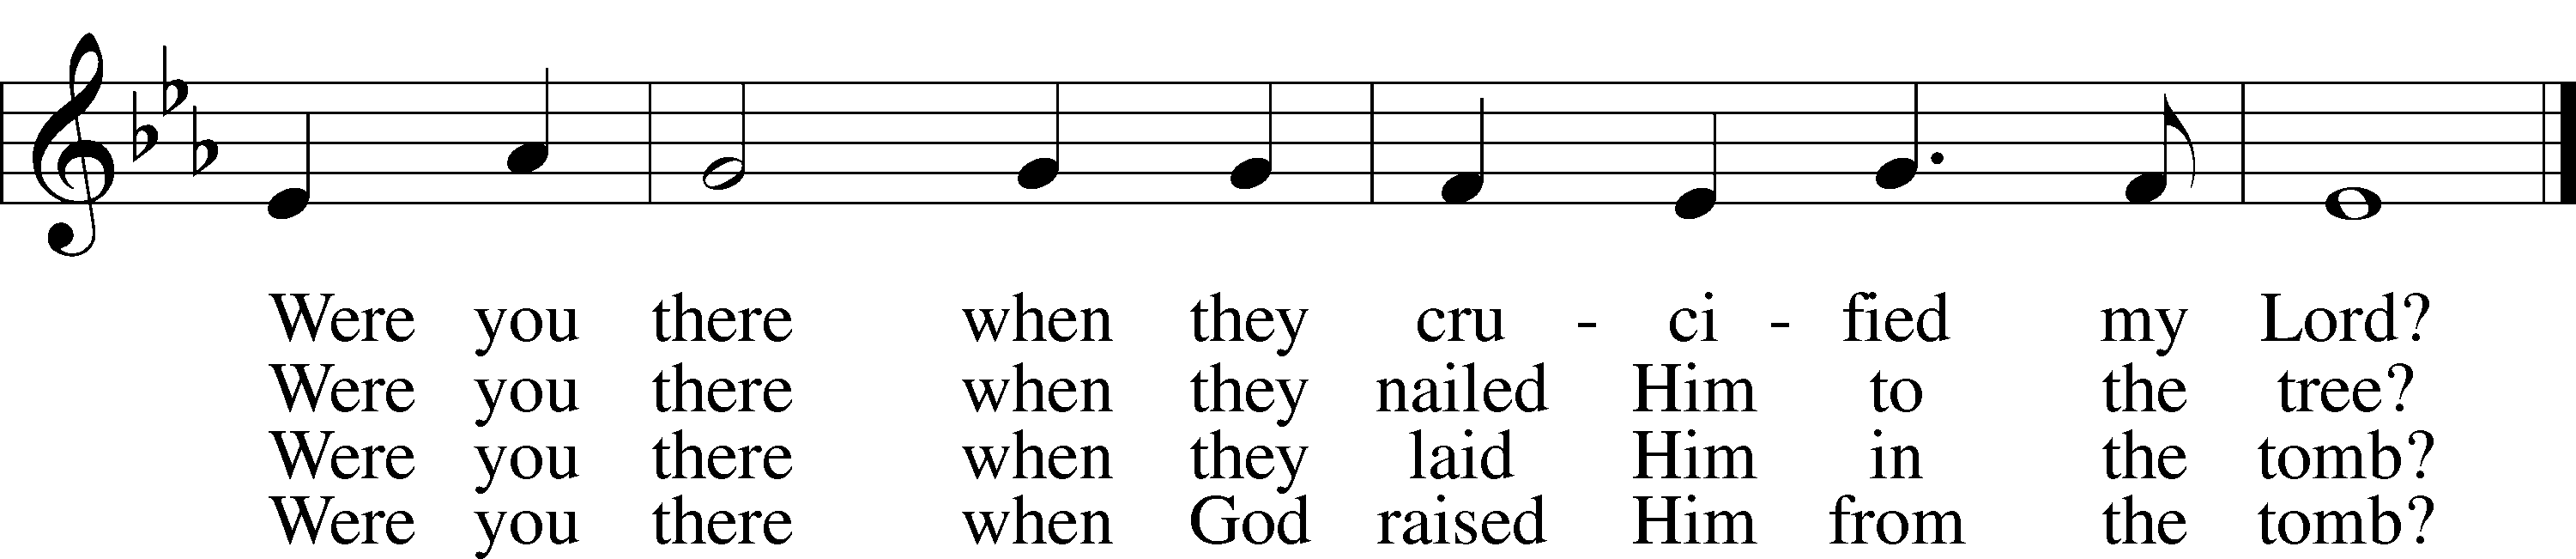 Were you there when they cru - ci - fied my Lord?
Were you there when they nailed Him to the tree?
Were you there when they laid Him in the tomb?
Were you there when God raised Him from the tomb?